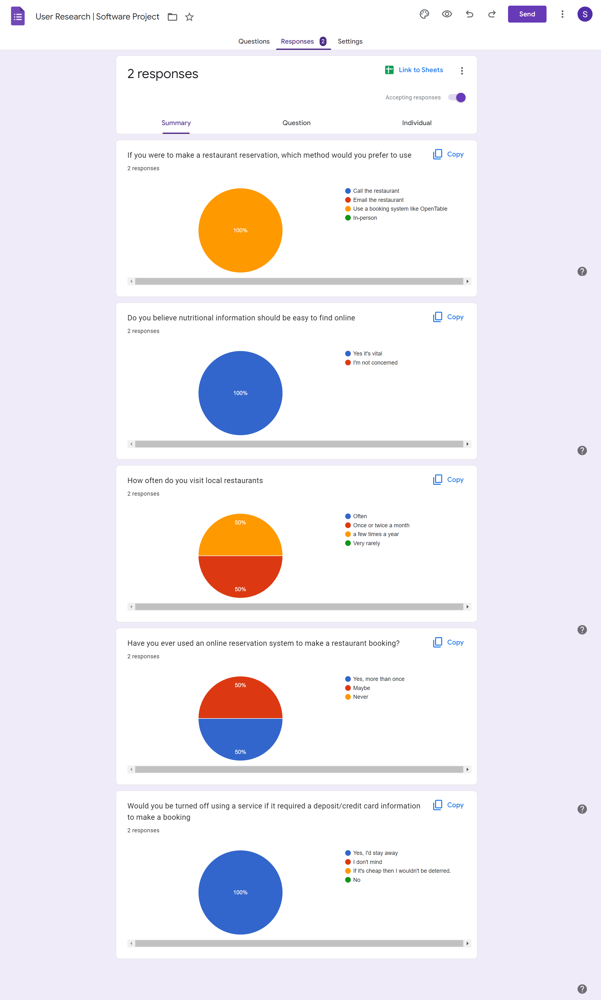 User Research | Software Project
Send
S
Questions
Responses 2
Settings
2 responses
Link to Sheets
Accepting responses
Summary
Question
Individual
If you were to make a restaurant reservation, which method would you prefer to use
Copy
2 responses
100%
Call the restaurant
Email the restaurant
Use a booking system like OpenTable
In-person
Do you believe nutritional information should be easy to find online
Copy
2 responses
100%
Yes it's vital
I'm not concerned
How often do you visit local restaurants
Copy
2 responses
50%
50%
Often
Once or twice a month
a few times a year
Very rarely
Have you ever used an online reservation system to make a restaurant booking?
Copy
2 responses
50%
50%
Yes, more than once
Maybe
Never
Would you be turned off using a service if it required a deposit/credit card information
to make a booking
Copy
2 responses
100%
Yes, I'd stay away
I don't mind
If it's cheap then I wouldn't be deterred.
No